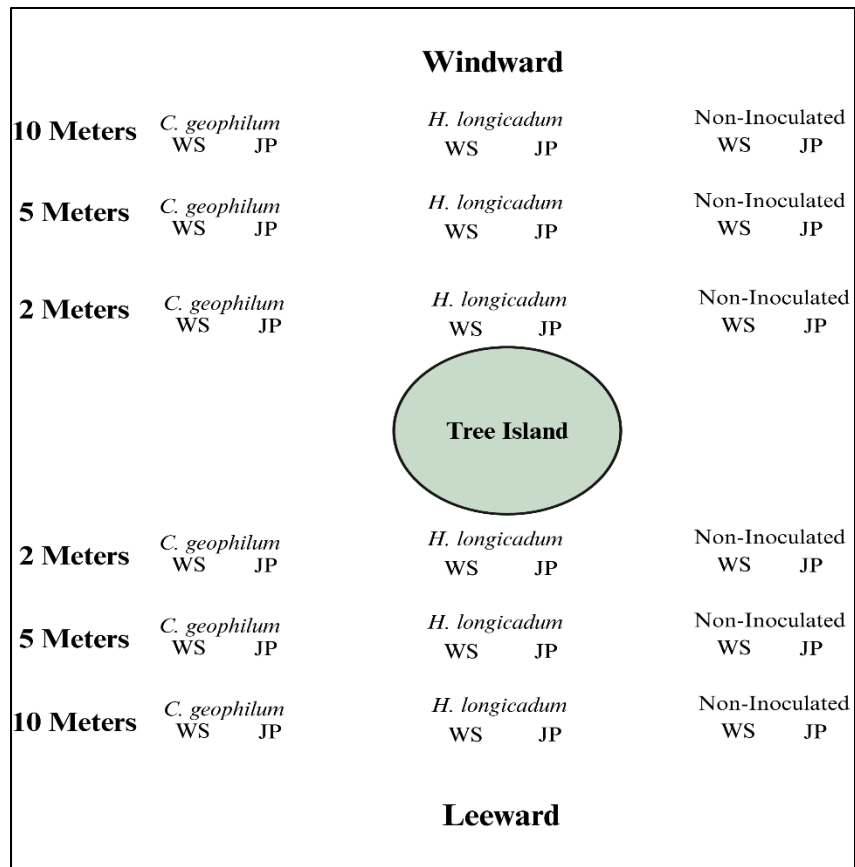 Windward
10 Meters C. geophilum H. longicadum Non-Inoculated
WS JP WS JP WS JP
5 Meters C. geophilum H. longicadum Non-Inoculated
WS JP WS JP WS JP
2 Meters C. geophilum H. longicadum Non-Inoculated
WS JP WS JP WS JP
Tree Island
2 Meters C. geophilum H. longicadum Non-Inoculated
WS JP WS JP WS JP
5 Meters C. geophilum H. longicadum Non-Inoculated
WS JP WS JP WS JP
10 Meters C. geophilum H. longicadum Non-Inoculated
WS JP WS JP WS JP
Leeward